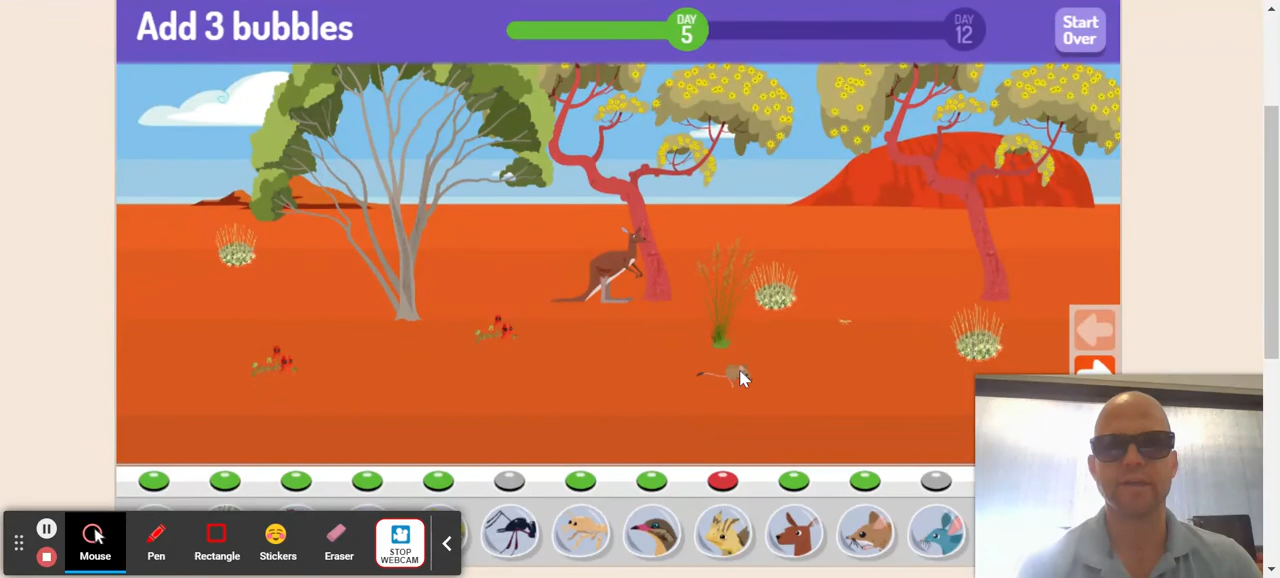 Add 3 bubbles
DAY
5
DAY
12
Start
Over
Mouse
Pen
Rectangle
Stickers
Eraser
STOP
WEBCAM